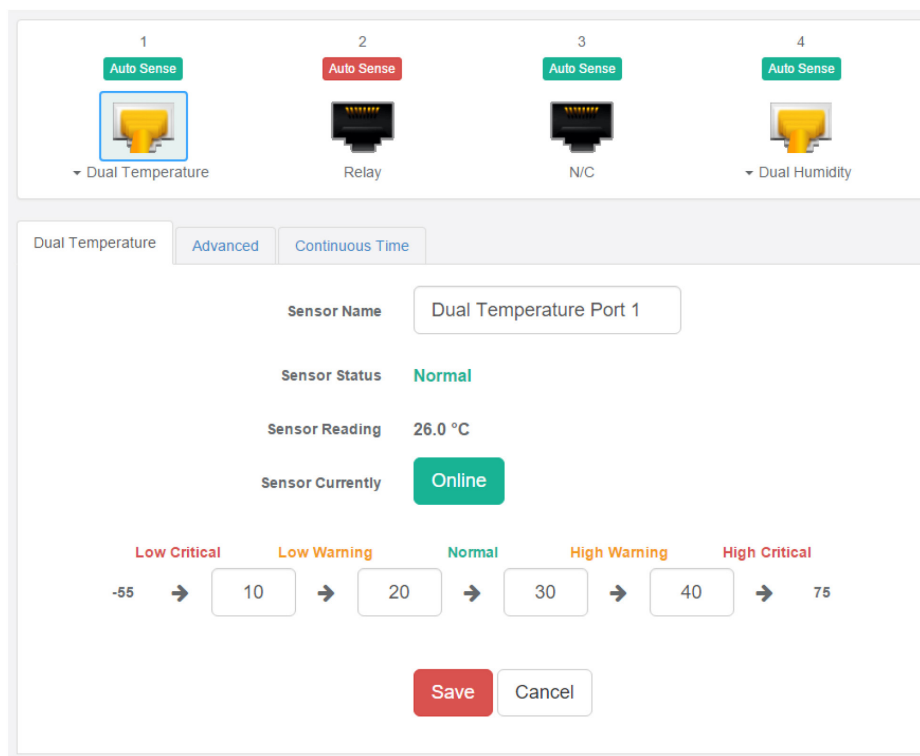 1 2 3 4
Auto Sense Auto Sense Auto Sense Auto Sense
Dual Temperature Relay N/C Dual Humidity
Dual Temperature Advanced Continuous Time
Sensor Name Dual Temperature Port 1
Sensor Status Normal
Sensor Reading 26.0 °C
Sensor Currently Online
Low Critical Low Warning Normal High Warning High Critical
-55 10 20 30 40 75
Save Cancel